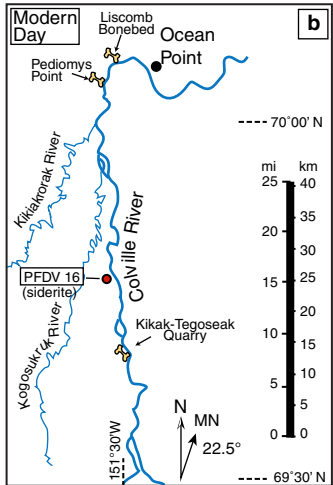 Modern
Day
b
Liscomb
Bonebed
Ocean
Point
Pediomys
Point
70°00' N
Kikiakrorak River
mi
km
25
20
15
10
5
0
40
35
30
25
20
15
10
5
0
Colville River
PFDV 16
(siderite)
Kogosukruk River
Kikak-Tegoseak
Quarry
N
MN
22.5°
151°30'W
69°30' N